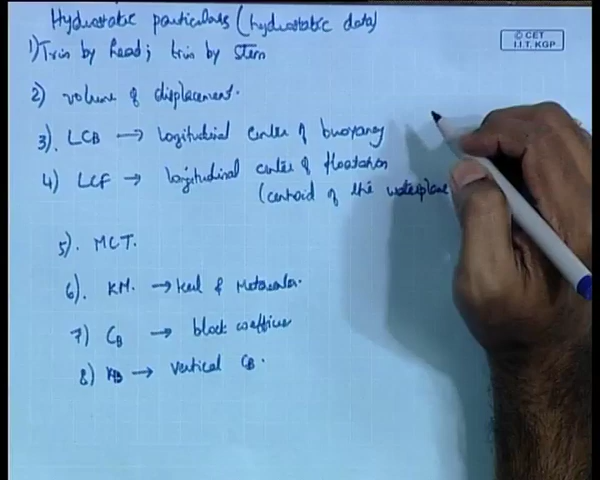 Hydrostatic particulars (hydrostatic data)
© CET
I.I.T. KGP
1) Trim by head; trim by stern
2) volume of displacement.
3). LCB → longitudinal center of buoyancy
4) LCF → longitudinal center of floatation
(centroid of the waterplane
5). MCT.
6). KM. → keel & Metacenter.
7) CB → block coefficient
8) KB → vertical CB.